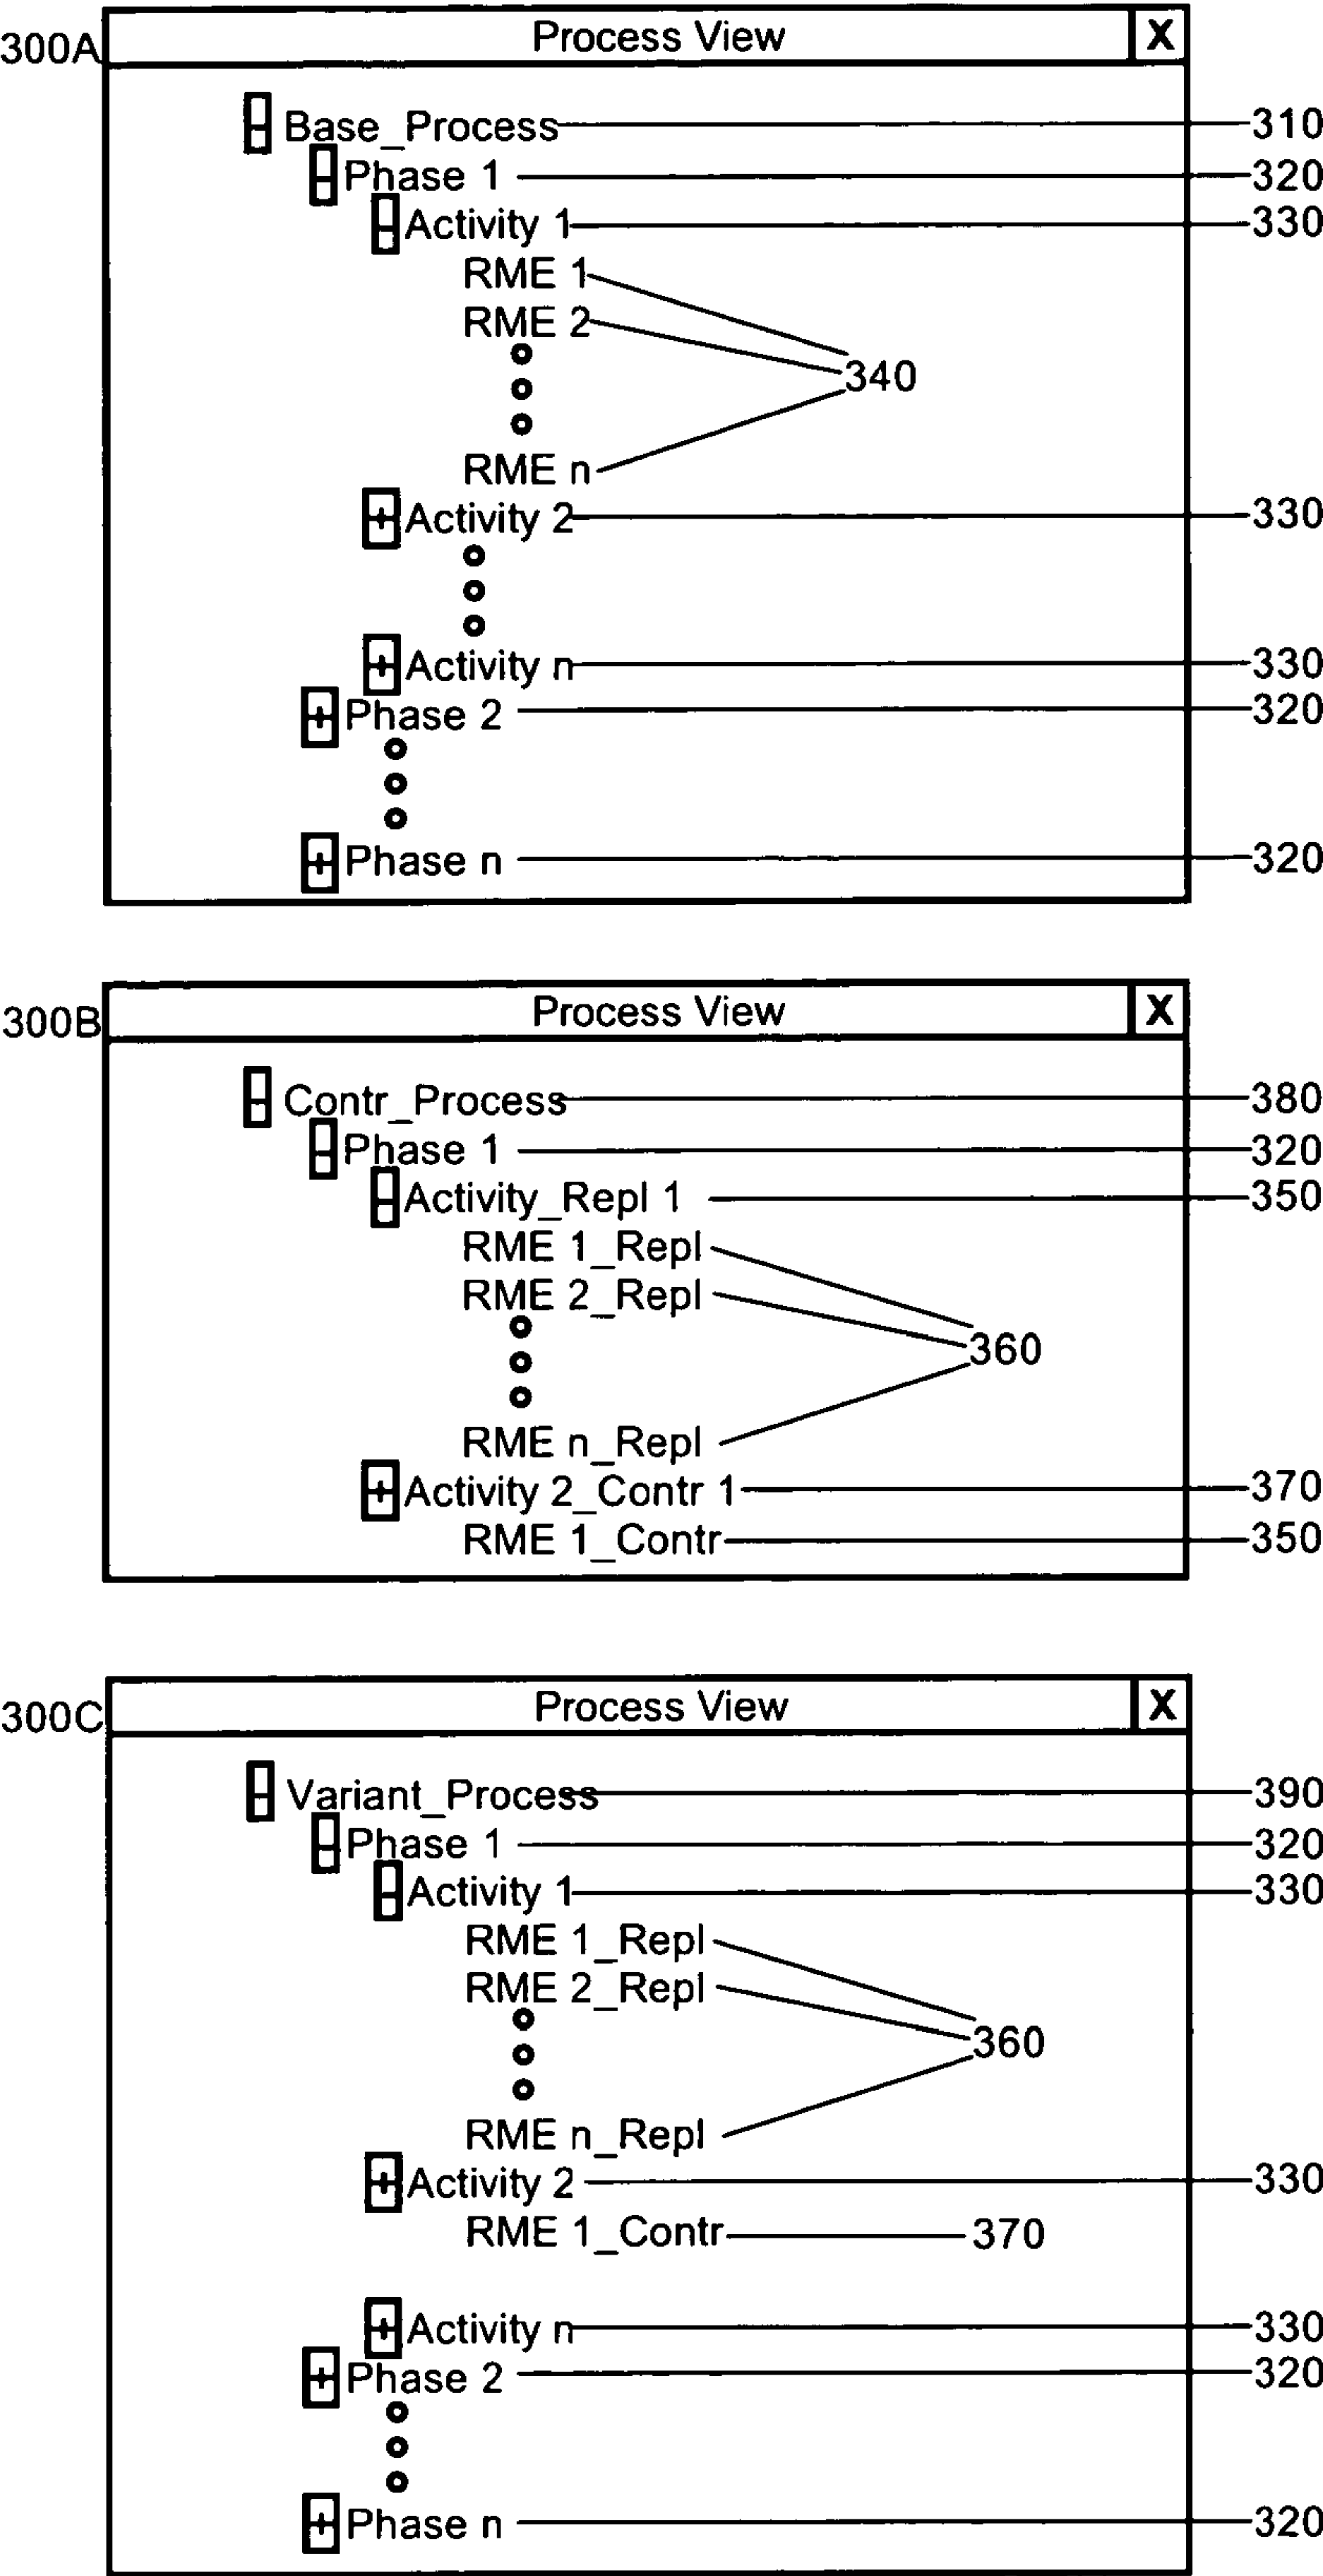 300A Process View X
Base_Process 310
Phase 1 320
Activity 1 330
RME 1
RME 2
340
RME n
+ Activity 2 330
+ Activity n 330
+ Phase 2 320
+ Phase n 320
300B Process View X
Contr_Process 380
Phase 1 320
Activity_Repl 1 350
RME 1_Repl
RME 2_Repl
360
RME n_Repl
+ Activity 2_Contr 1 370
RME 1_Contr 350
300C Process View X
Variant_Process 390
Phase 1 320
Activity 1 330
RME 1_Repl
RME 2_Repl
360
RME n_Repl
+ Activity 2 330
RME 1_Contr 370
+ Activity n 330
+ Phase 2 320
+ Phase n 320